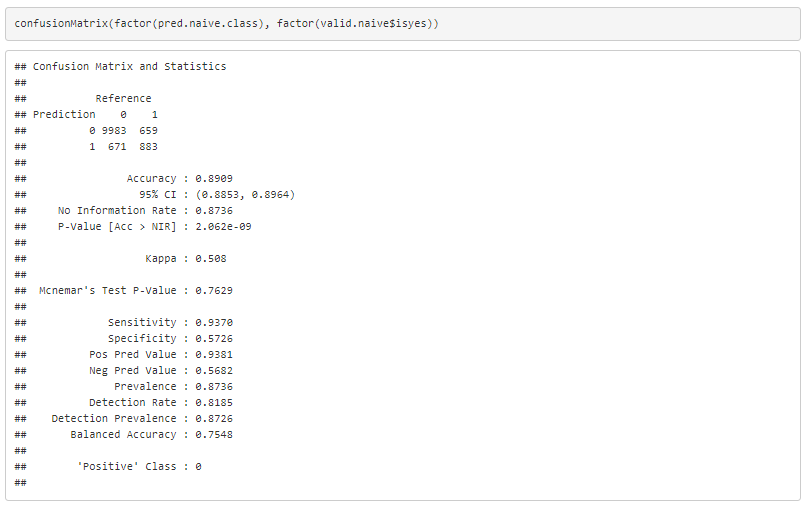 confusionMatrix(factor(pred.naive.class), factor(valid.naive$isyes))
## Confusion Matrix and Statistics
##
##           Reference
## Prediction    0    1
##          0 9983  659
##          1  671  883
##
##                Accuracy : 0.8909
##                  95% CI : (0.8853, 0.8964)
##     No Information Rate : 0.8736
##     P-Value [Acc > NIR] : 2.062e-09
##
##                   Kappa : 0.508
##
##  Mcnemar's Test P-Value : 0.7629
##
##             Sensitivity : 0.9370
##             Specificity : 0.5726
##          Pos Pred Value : 0.9381
##          Neg Pred Value : 0.5682
##              Prevalence : 0.8736
##          Detection Rate : 0.8185
##    Detection Prevalence : 0.8726
##       Balanced Accuracy : 0.7548
##
##        'Positive' Class : 0
##